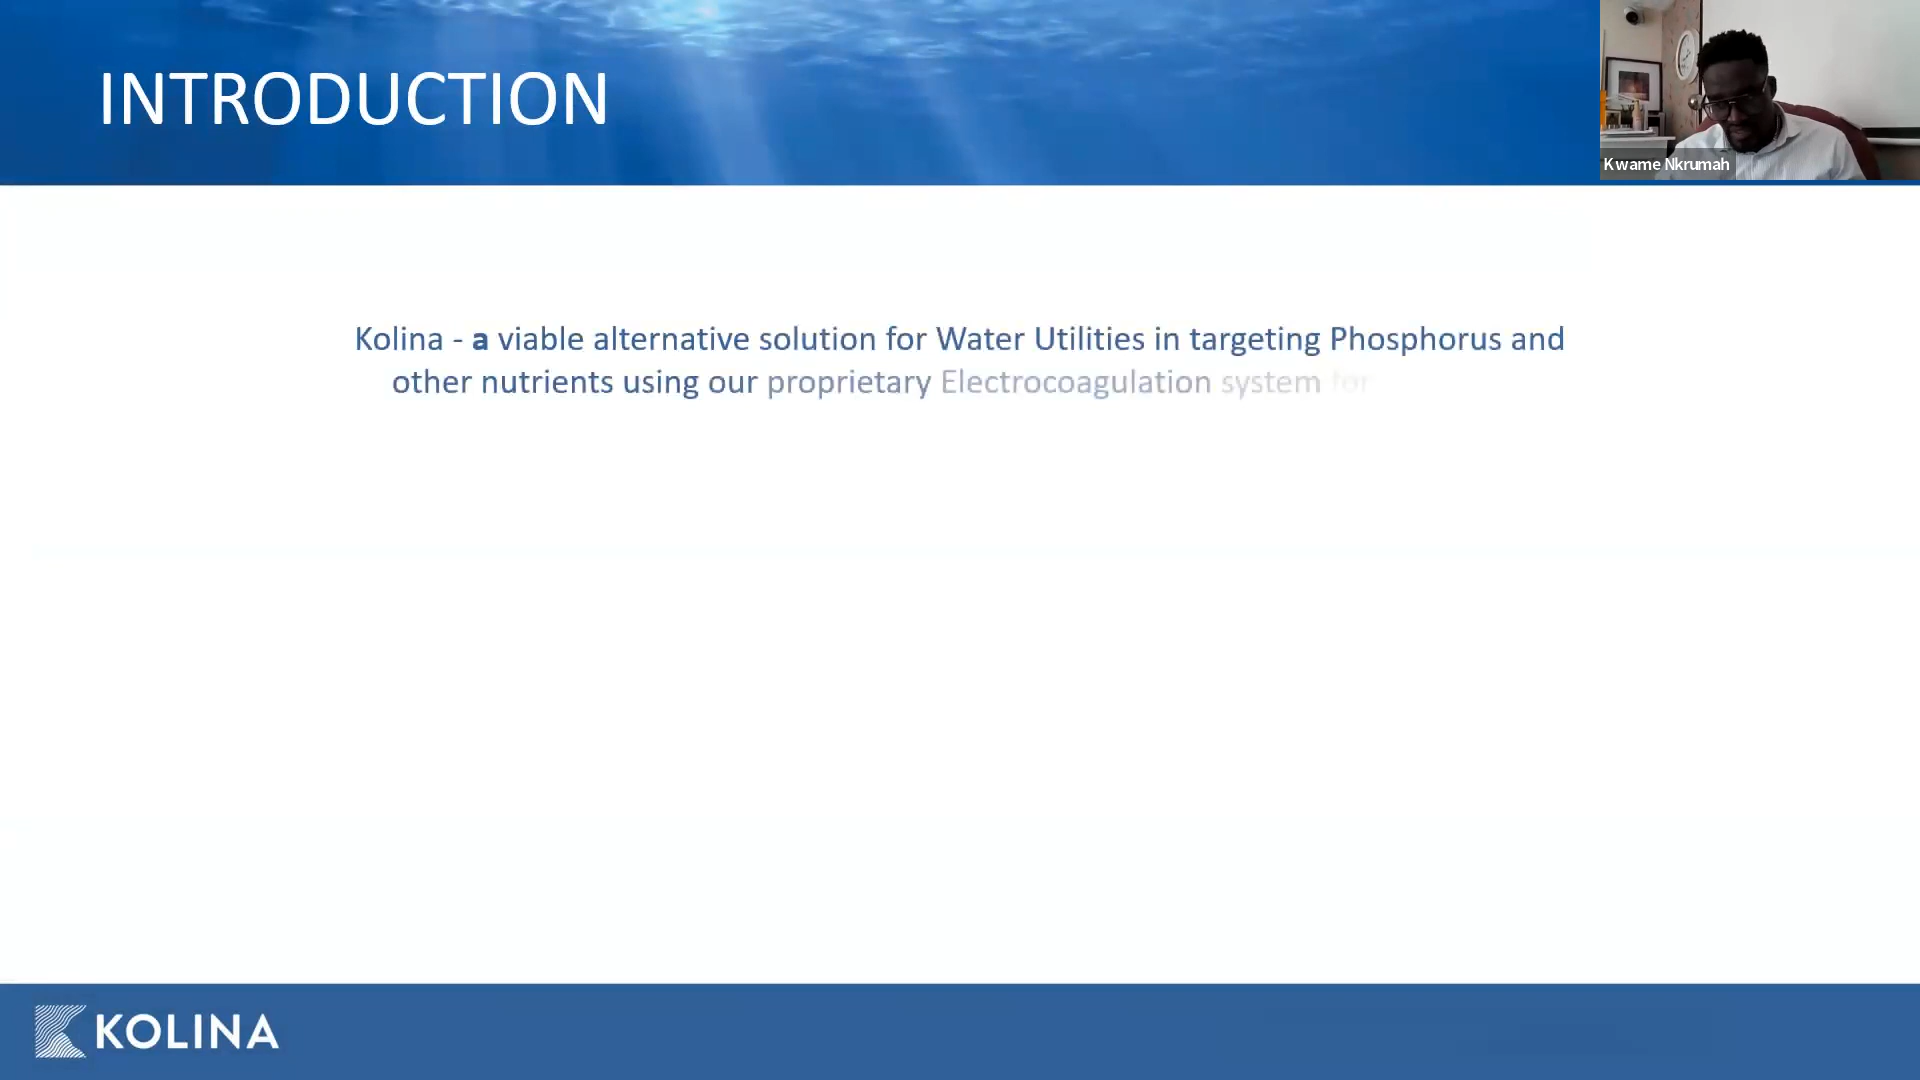 INTRODUCTION
Kwame Nkrumah
Kolina - a viable alternative solution for Water Utilities in targeting Phosphorus and
other nutrients using our proprietary Electrocoagulation system for
KOLINA